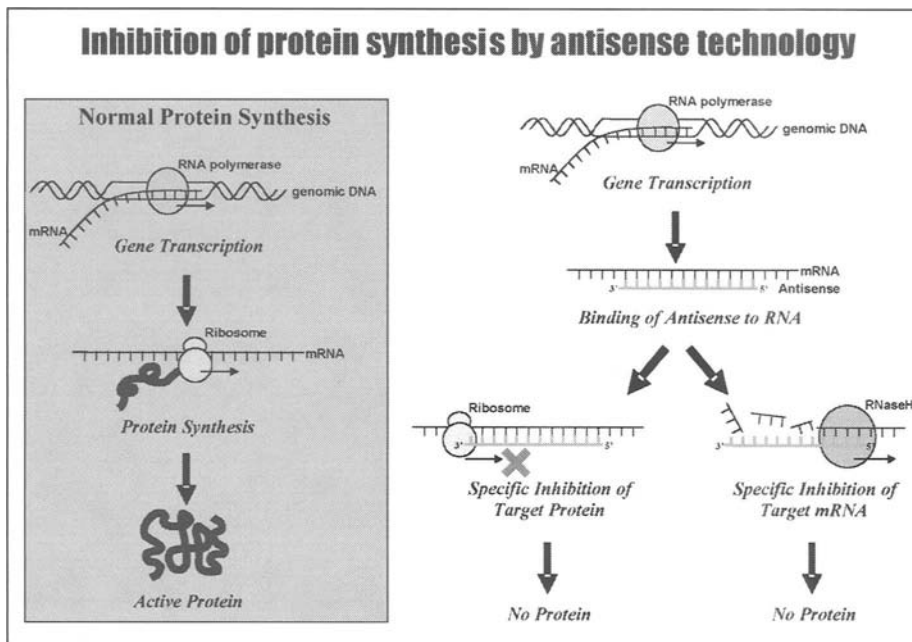 Inhibition of protein synthesis by antisense technology
Normal Protein Synthesis
RNA polymerase
genomic DNA
mRNA
Gene Transcription
Ribosome
mRNA
Protein Synthesis
Active Protein
RNA polymerase
genomic DNA
mRNA
Gene Transcription
mRNA
3' 5' Antisense
Binding of Antisense to RNA
Ribosome
3' 5'
Specific Inhibition of
Target Protein
No Protein
RNaseH
3' 5'
Specific Inhibition of
Target mRNA
No Protein